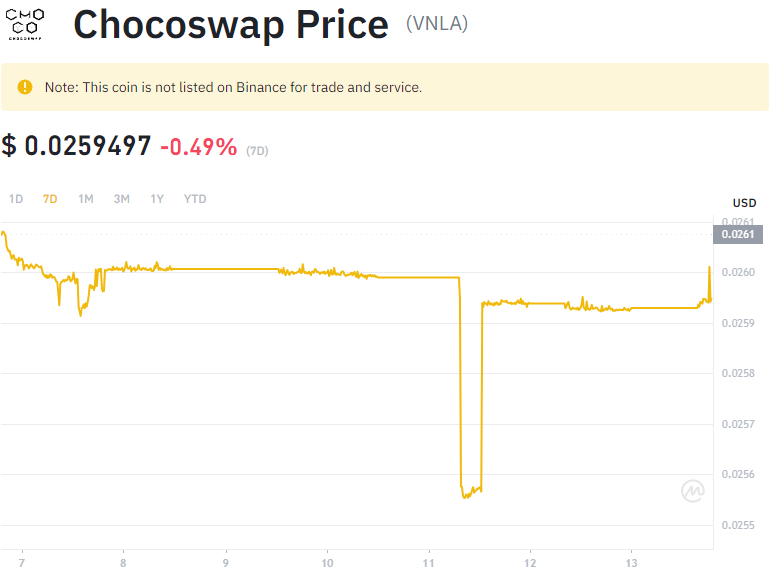 CHOCO
CHOCOSWAP
Chocoswap Price (VNLA)
Note: This coin is not listed on Binance for trade and service.
$ 0.0259497 -0.49% (7D)
1D 7D 1M 3M 1Y YTD
USD
0.0261
0.0261
0.0260
0.0259
0.0258
0.0257
0.0256
0.0255
7 8 9 10 11 12 13